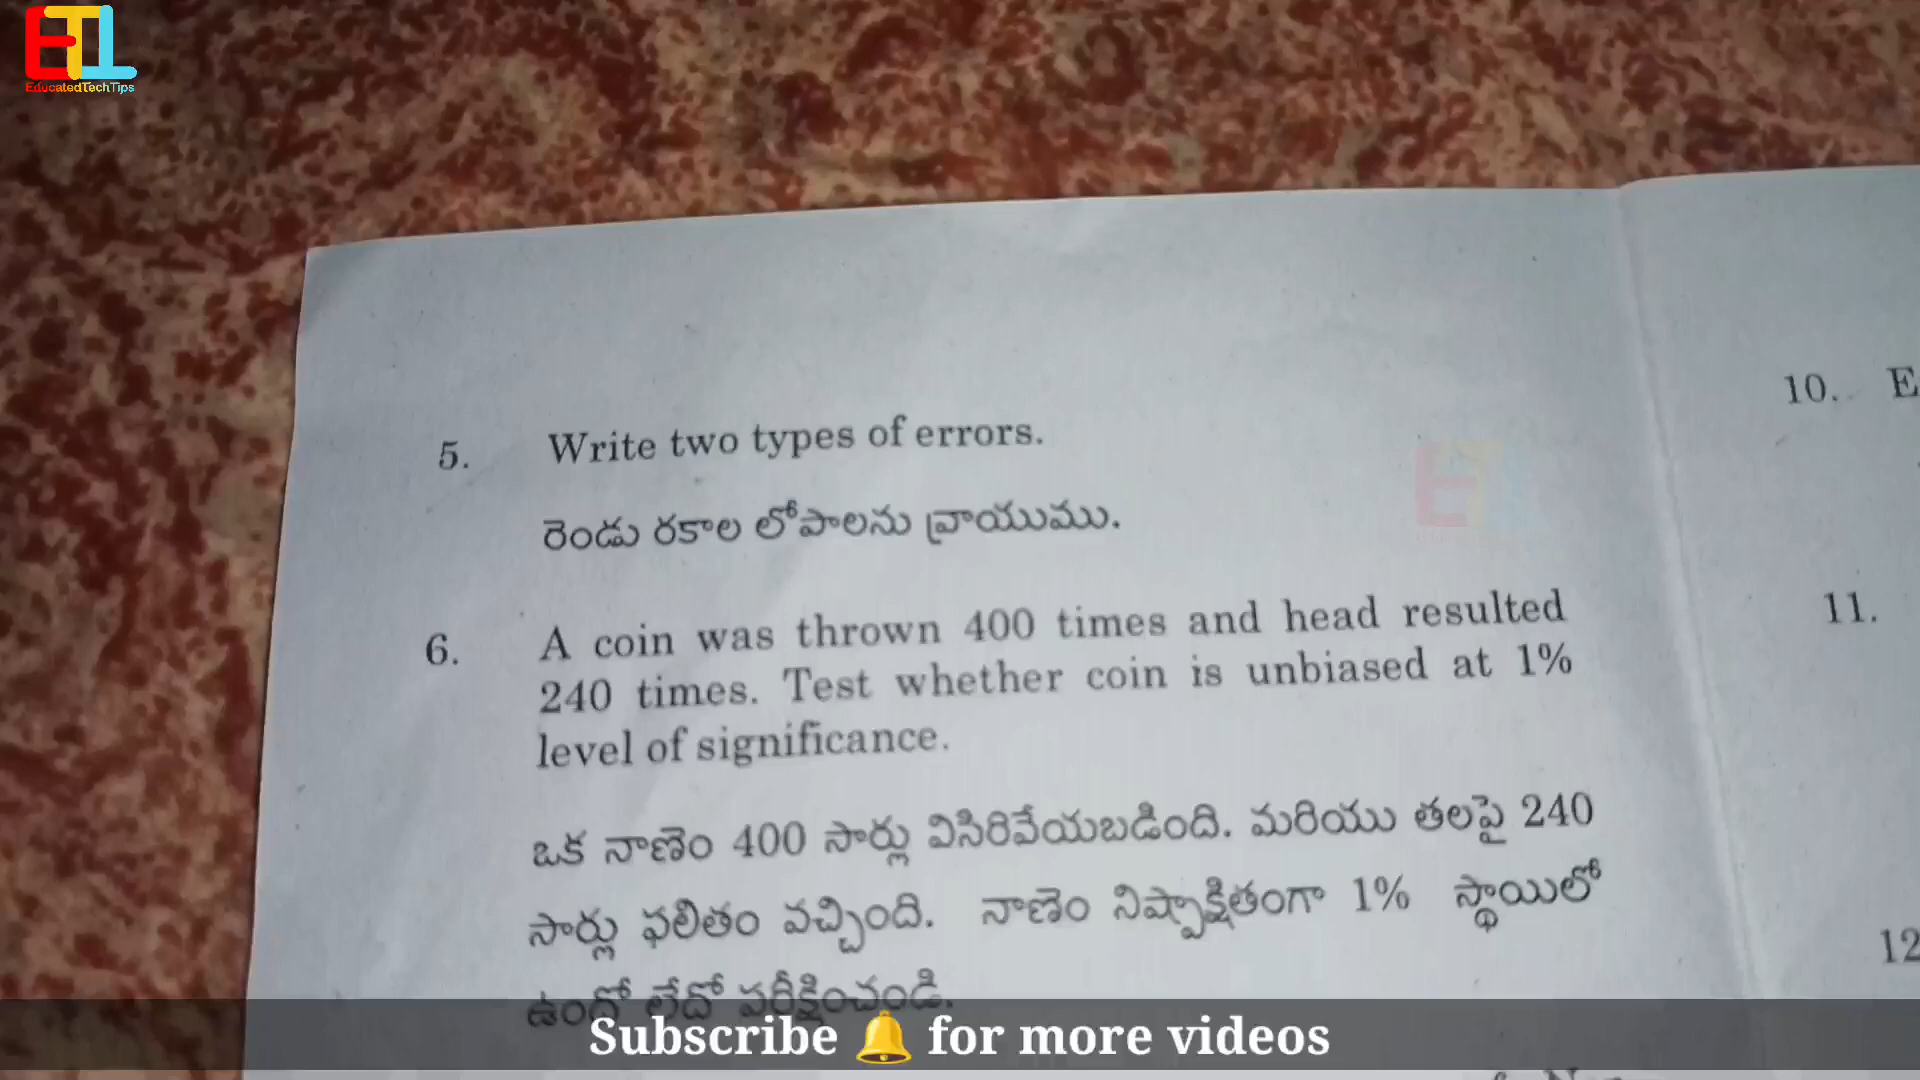 ETT
EducatedTechTips
5. Write two types of errors.
రెండు రకాల లోపాలను వ్రాయుము.
6. A coin was thrown 400 times and head resulted
240 times. Test whether coin is unbiased at 1%
level of significance.
ఒక నాణెం 400 సార్లు విసిరివేయబడింది. మరియు తలపై 240
సార్లు ఫలితం వచ్చింది. నాణెం నిష్పాక్షితంగా 1% స్థాయిలో
ఉందో లేదో పరీక్షించండి.
10. E
11.
12
Subscribe 🔔 for more videos